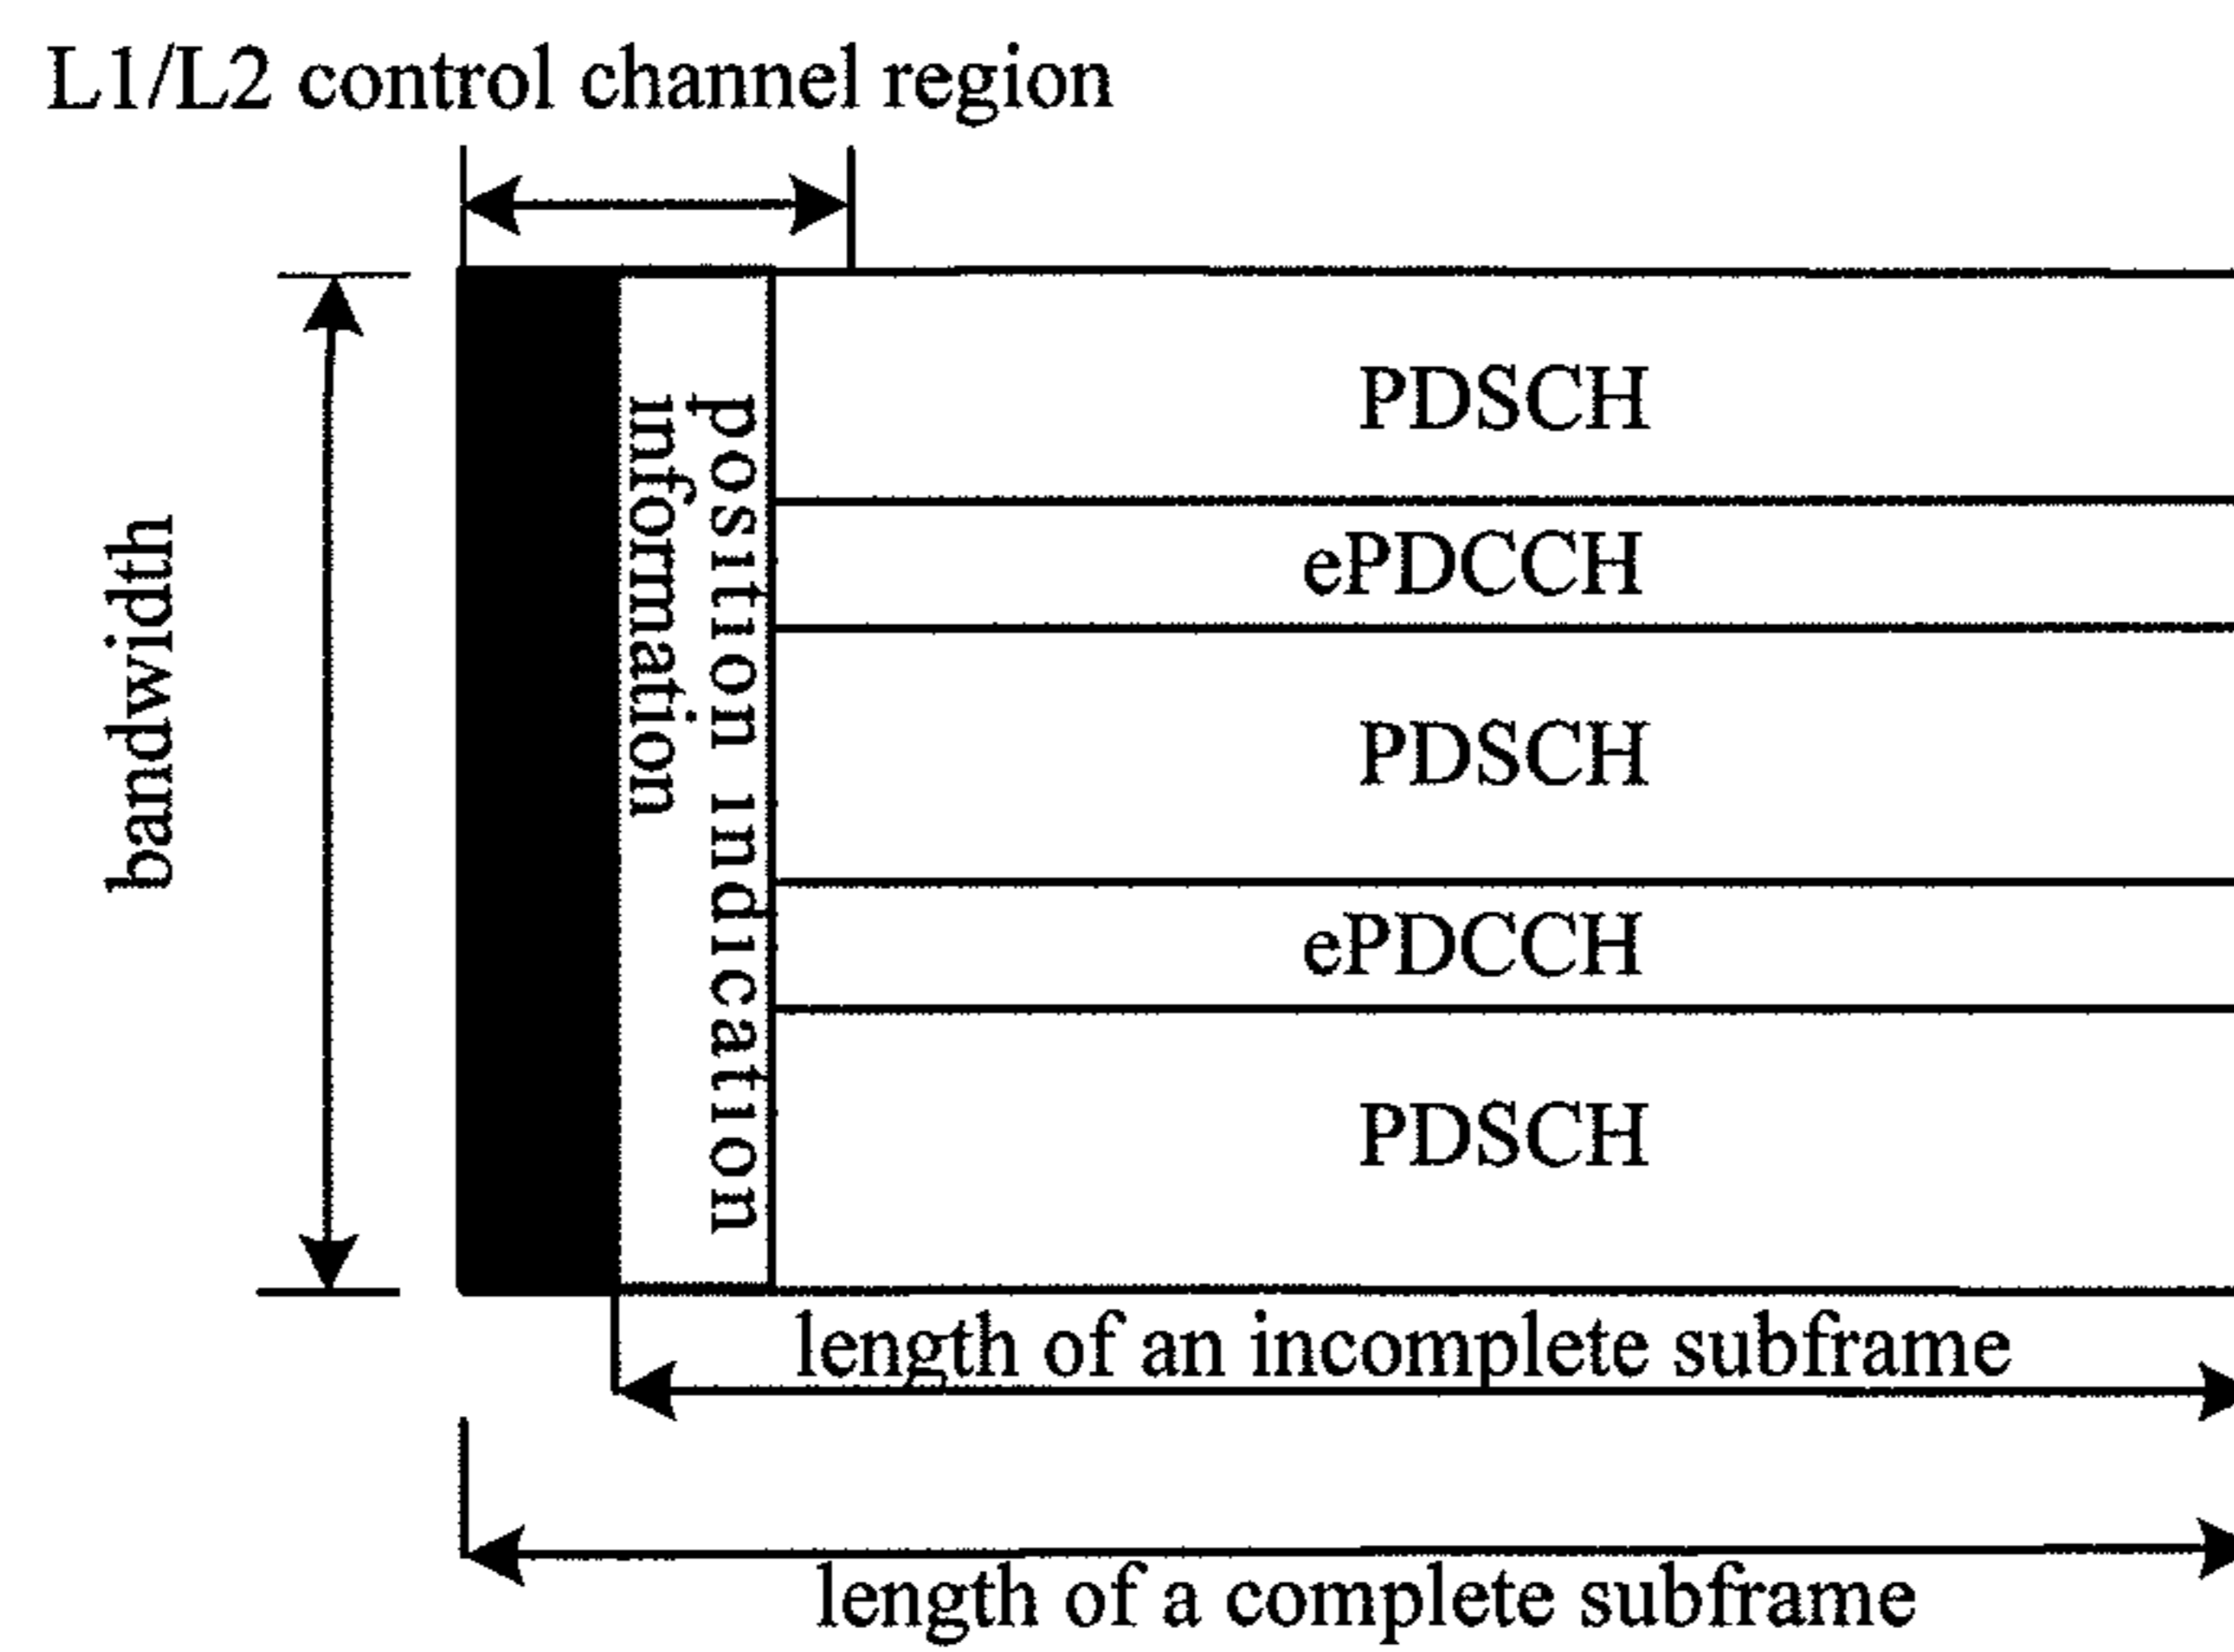 L1/L2 control channel region
bandwidth
position indication
information
PDSCH
ePDCCH
PDSCH
ePDCCH
PDSCH
length of an incomplete subframe
length of a complete subframe